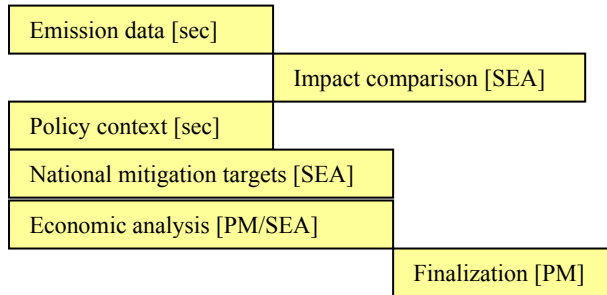 Emission data [sec]
Impact comparison [SEA]
Policy context [sec]
National mitigation targets [SEA]
Economic analysis [PM/SEA]
Finalization [PM]